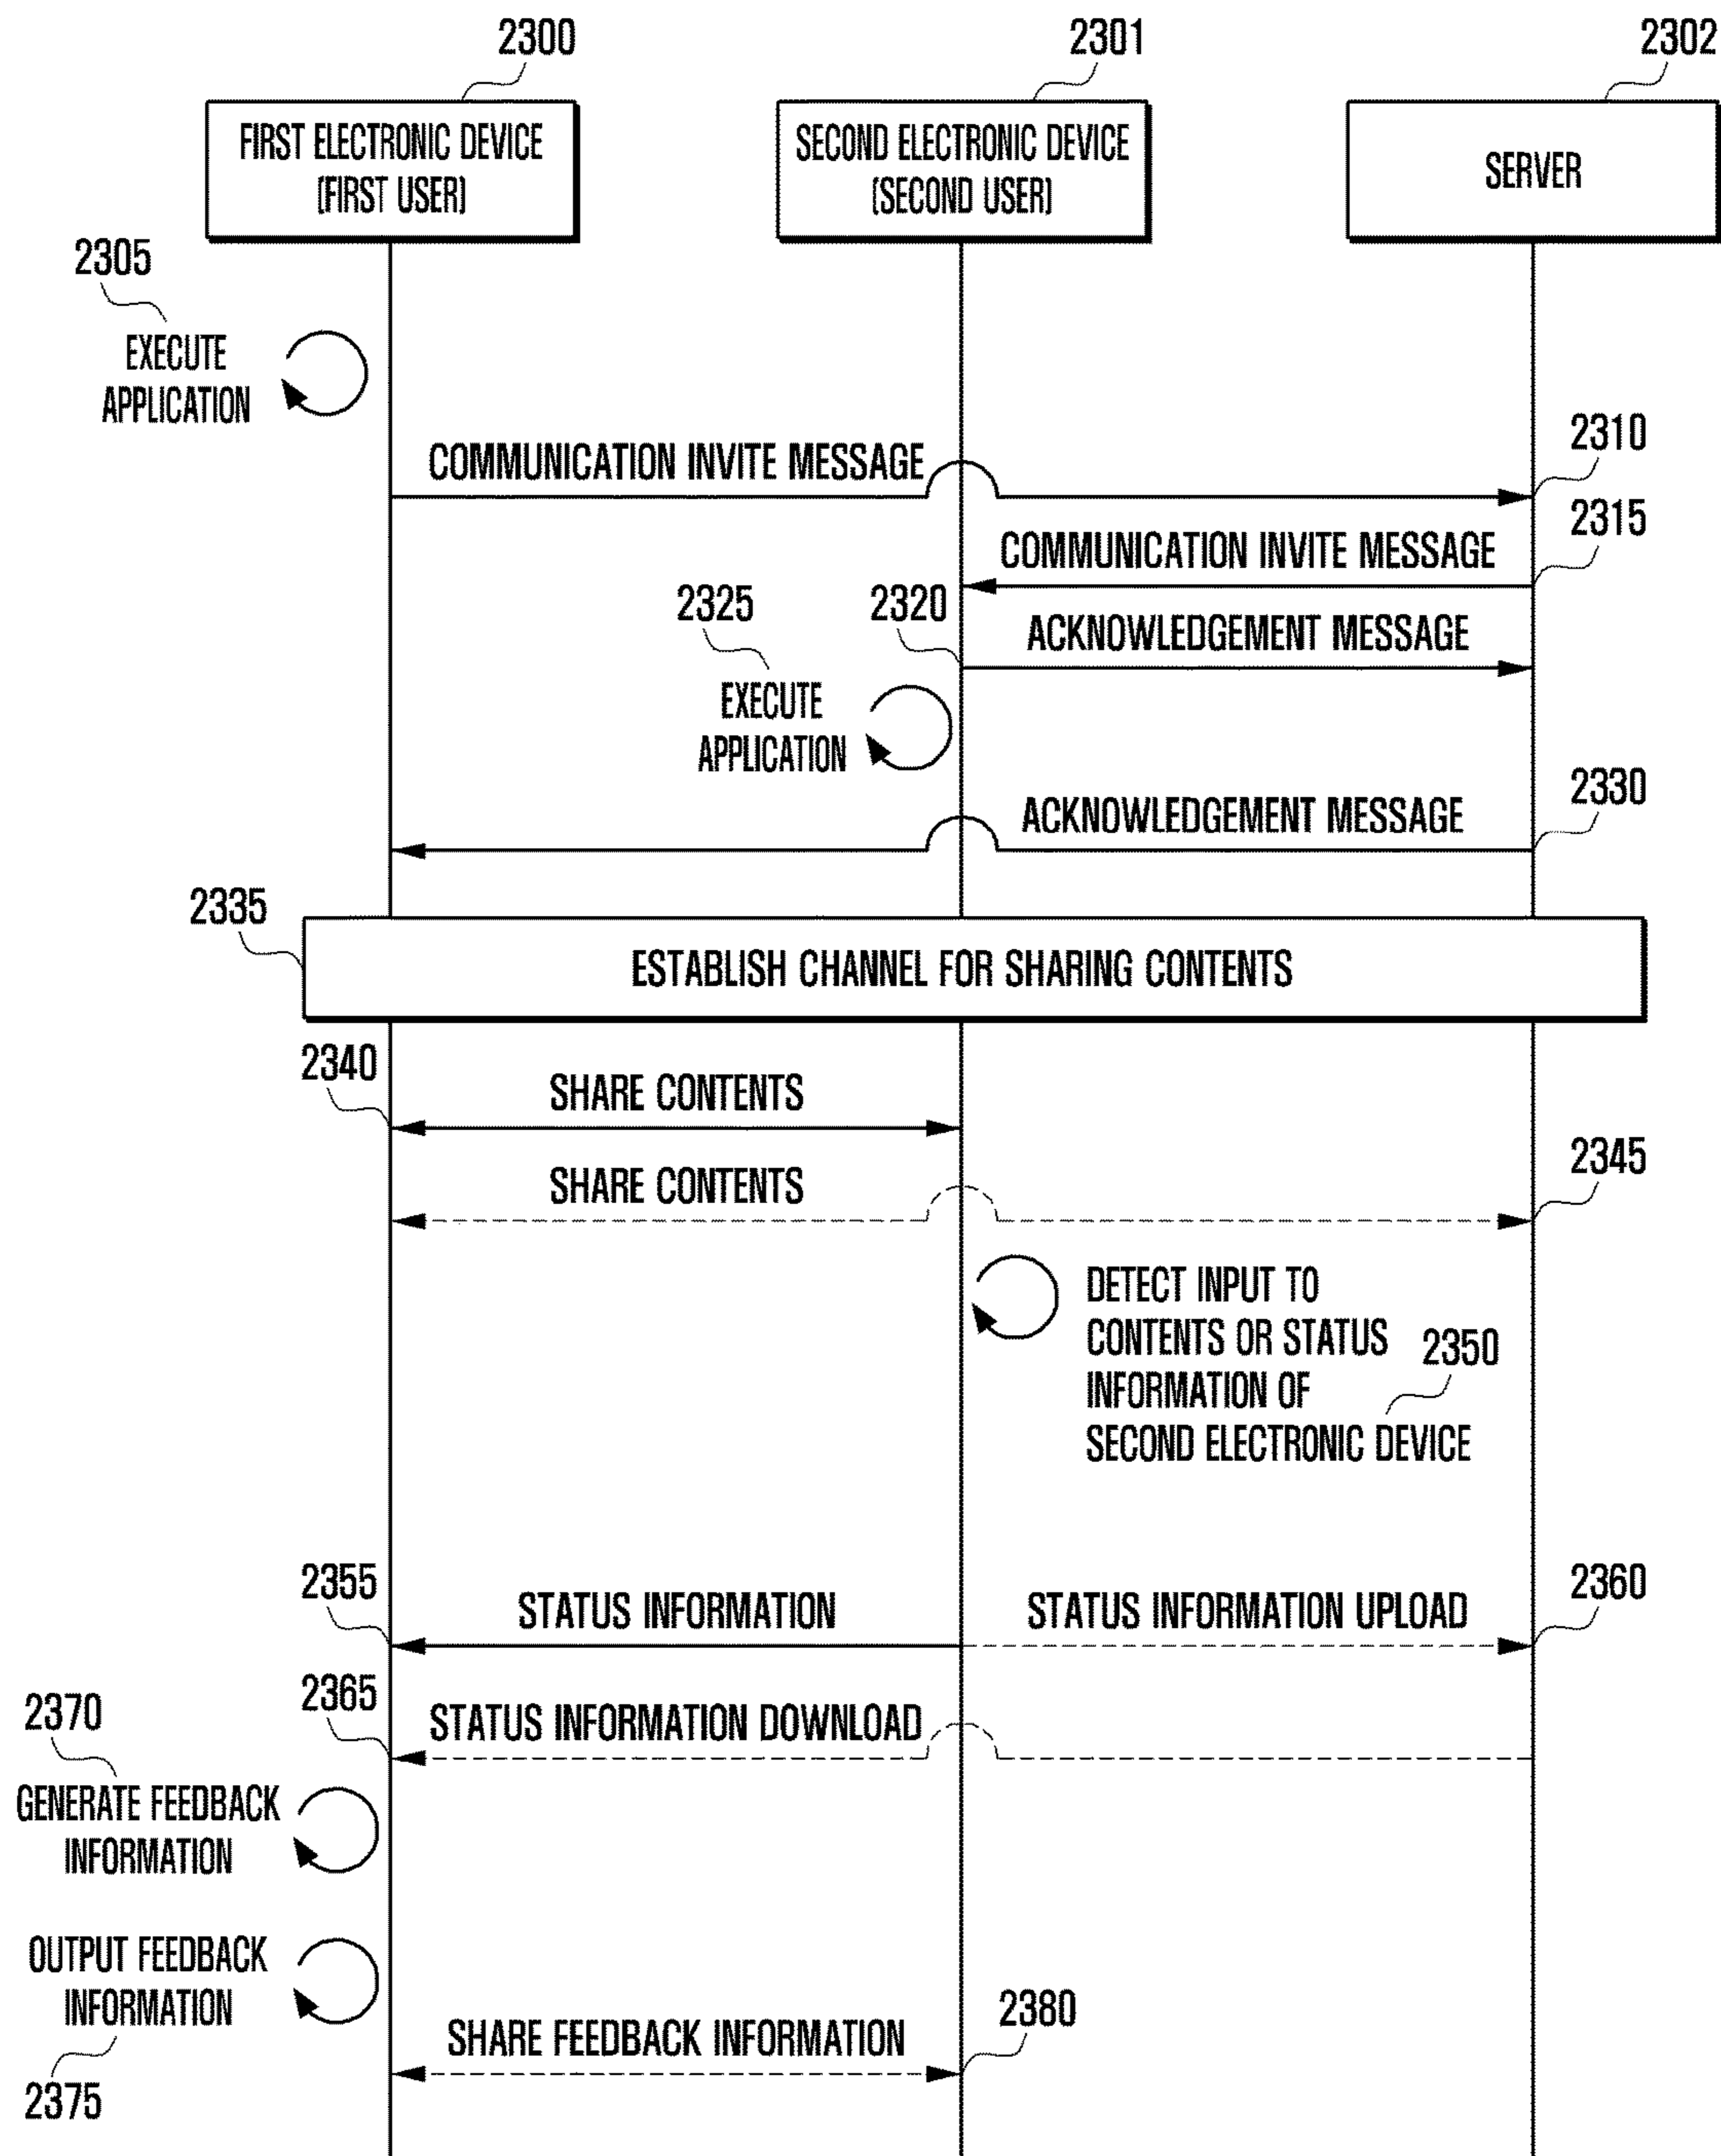 2300
2301
2302
FIRST ELECTRONIC DEVICE
(FIRST USER)
SECOND ELECTRONIC DEVICE
(SECOND USER)
SERVER
2305
EXECUTE
APPLICATION
COMMUNICATION INVITE MESSAGE
2310
COMMUNICATION INVITE MESSAGE
2315
2325
2320
ACKNOWLEDGEMENT MESSAGE
EXECUTE
APPLICATION
ACKNOWLEDGEMENT MESSAGE
2330
2335
ESTABLISH CHANNEL FOR SHARING CONTENTS
2340
SHARE CONTENTS
SHARE CONTENTS
2345
DETECT INPUT TO
CONTENTS OR STATUS
INFORMATION OF
SECOND ELECTRONIC DEVICE
2350
2355
STATUS INFORMATION
STATUS INFORMATION UPLOAD
2360
2365
STATUS INFORMATION DOWNLOAD
2370
GENERATE FEEDBACK
INFORMATION
OUTPUT FEEDBACK
INFORMATION
2375
SHARE FEEDBACK INFORMATION
2380